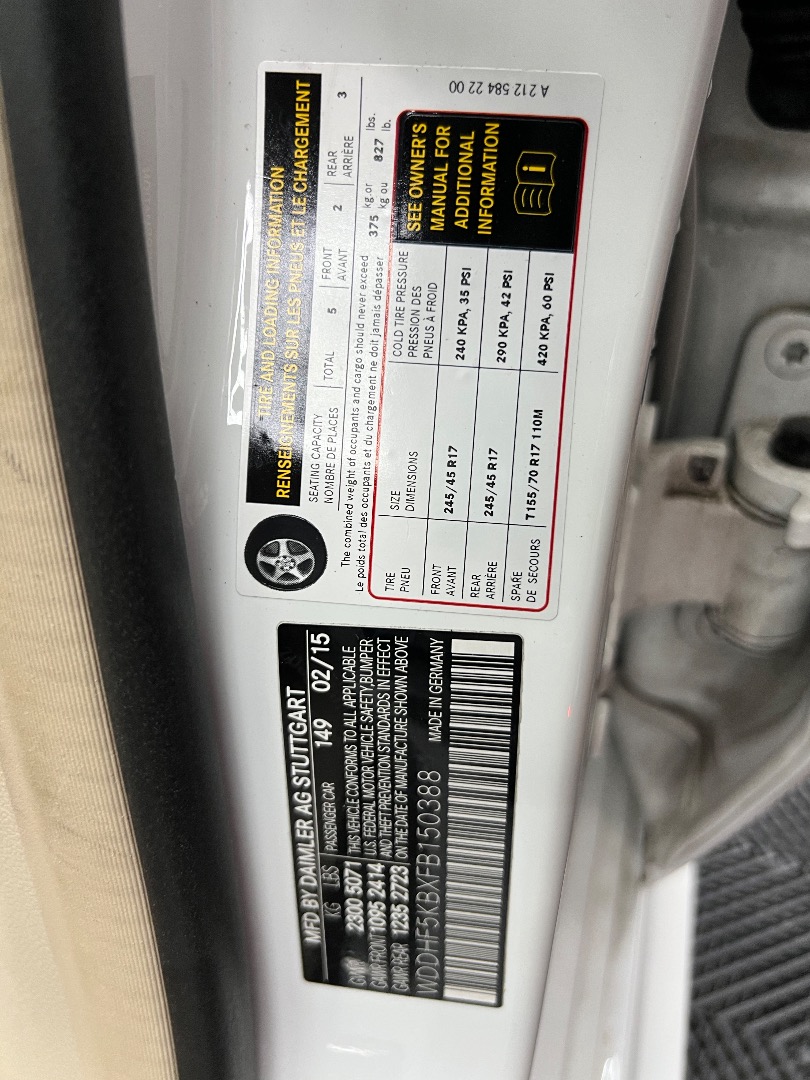 TIRE AND LOADING INFORMATION
RENSEIGNEMENTS SUR LES PNEUS ET LE CHARGEMENT
SEATING CAPACITY
NOMBRE DE PLACES
TOTAL 5
FRONT
AVANT
2
REAR
ARRIÈRE
3
The combined weight of occupants and cargo should never exceed 375 kg.or 827 lbs.
Le poids total des occupants et du chargement ne doit jamais dépasser kg ou lb.
TIRE
PNEU
SIZE
DIMENSIONS
COLD TIRE PRESSURE
PRESSION DES
PNEUS À FROID
FRONT
AVANT
245/45 R17
240 KPA, 35 PSI
REAR
ARRIÈRE
245/45 R17
290 KPA, 42 PSI
SPARE
DE SECOURS
T155/70 R17 110M
420 KPA, 60 PSI
SEE OWNER'S
MANUAL FOR
ADDITIONAL
INFORMATION
A 212 584 22 00
MFD BY DAIMLER AG STUTTGART
KG LBS PASSENGER CAR 149 02/15
GVWR 2300 5071 THIS VEHICLE CONFORMS TO ALL APPLICABLE
GAWR FRONT 1095 2414 U.S. FEDERAL MOTOR VEHICLE SAFETY, BUMPER
GAWR REAR 1235 2723 AND THEFT PREVENTION STANDARDS IN EFFECT
ON THE DATE OF MANUFACTURE SHOWN ABOVE
WDDHF5KBXFB150388 MADE IN GERMANY